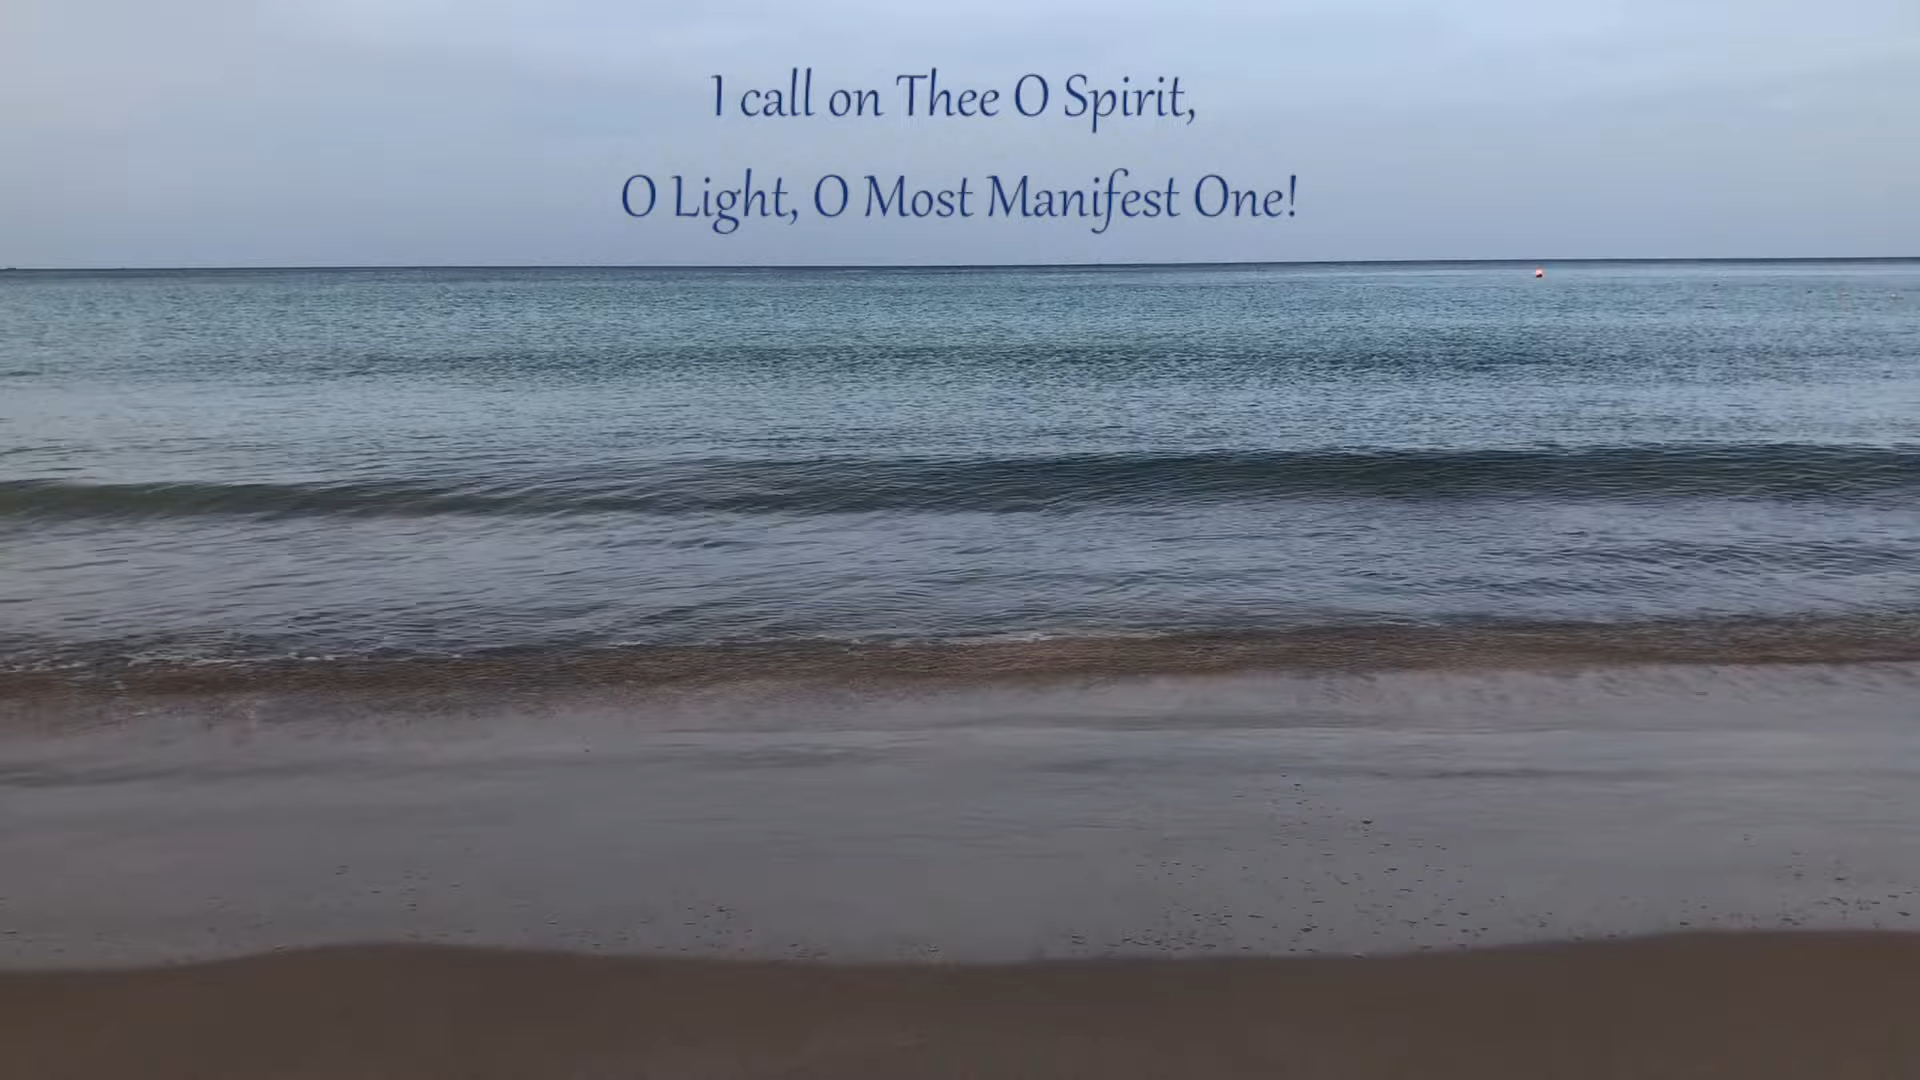 I call on Thee O Spirit,
O Light, O Most Manifest One!